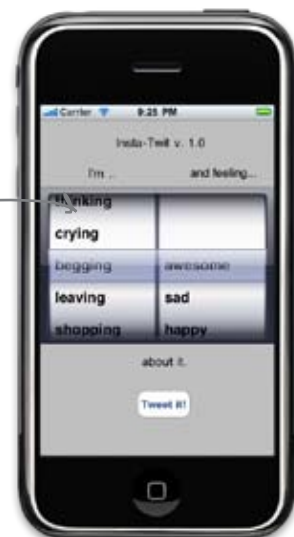 Carrier 9:25 PM
Insta-Twit v. 1.0
I'm ... and feeling...
thinking
crying
begging awesome
leaving sad
shopping happy
about it.
Tweet it!